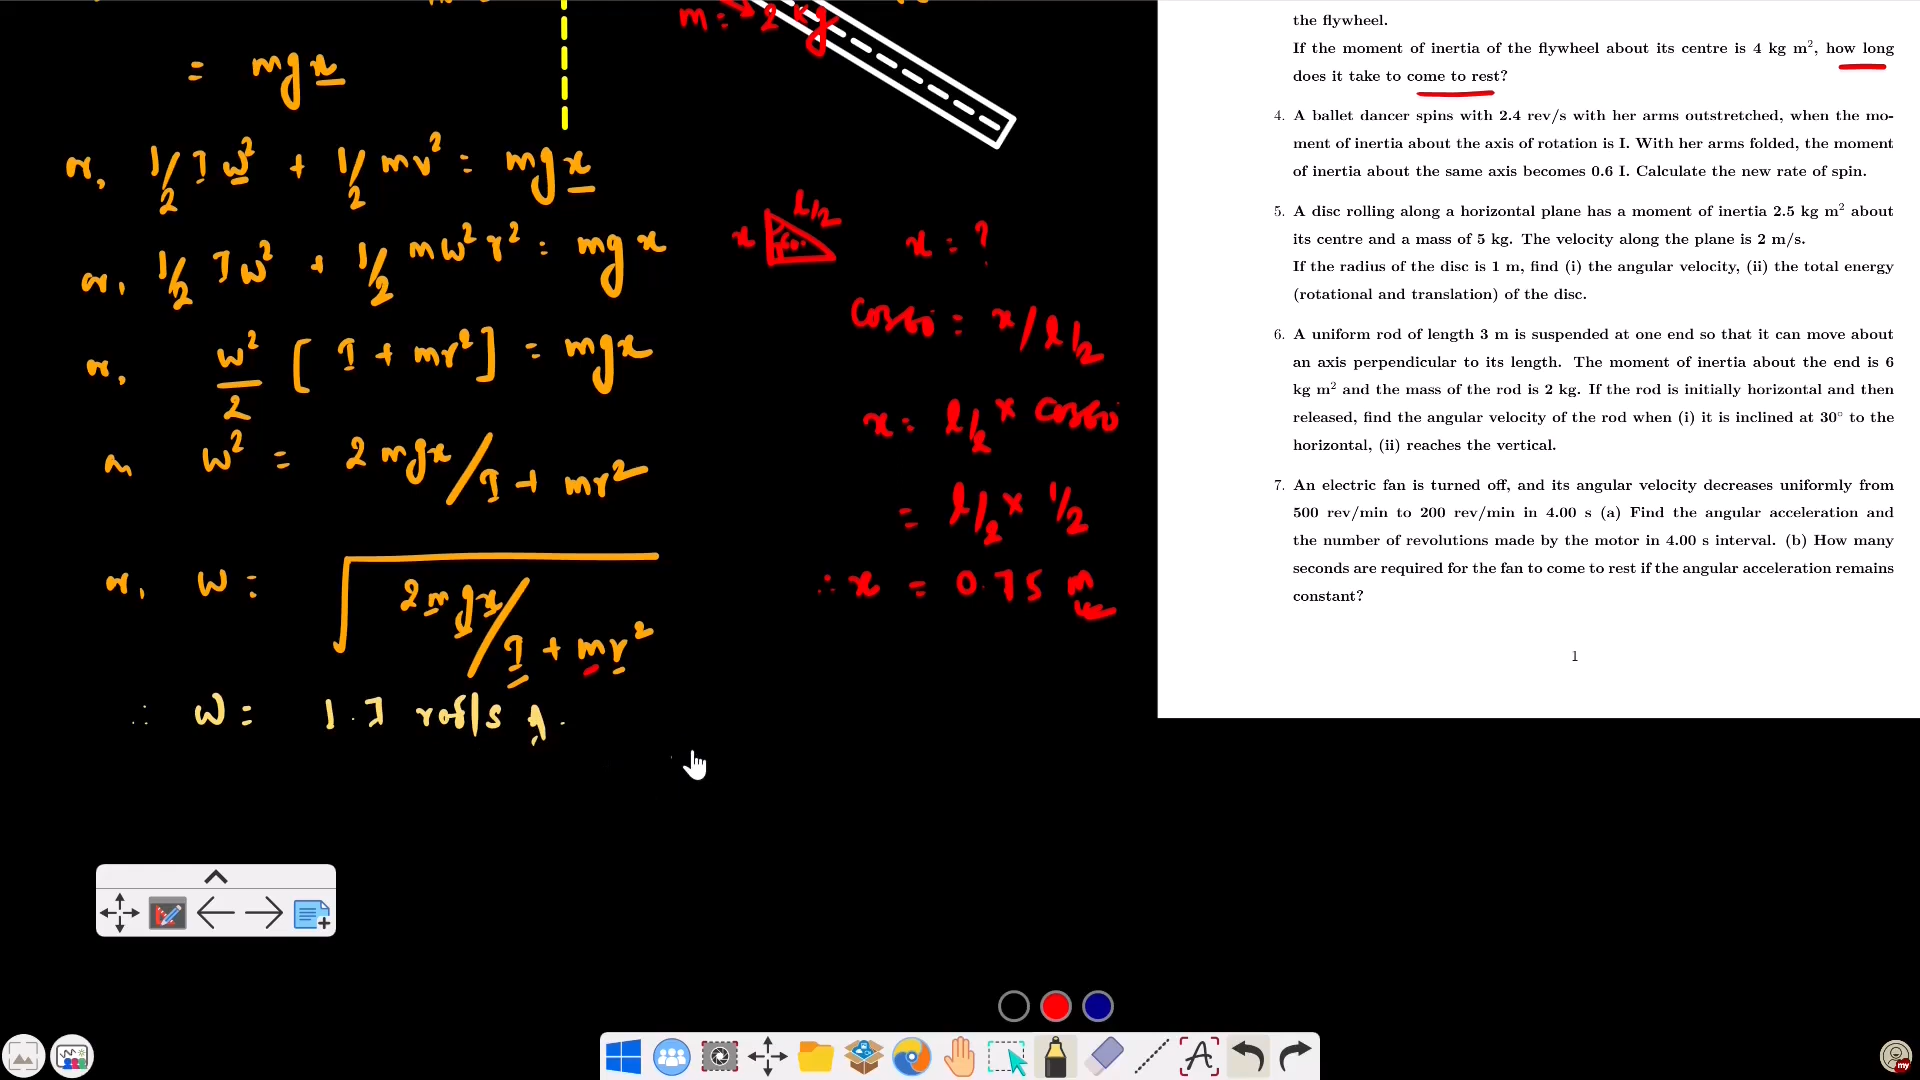 m = 2 kg
= mgx
or, 1/2 I ω² + 1/2 mv² = mgx
or, 1/2 I ω² + 1/2 mω²r² = mgx
or, ω²/2 [ I + mr² ] = mgx
or ω² = 2mgx / I + mr²
or, ω = √ 2mgx / I + mr²
∴ ω = 1.7 rad/s
l/2
x
60°
x = ?
cos60 = x / l/2
x = l/2 × cos60
= l/2 × 1/2
∴ x = 0.75 m
the flywheel.
If the moment of inertia of the flywheel about its centre is 4 kg m², how long
does it take to come to rest?
4. A ballet dancer spins with 2.4 rev/s with her arms outstretched, when the mo-
ment of inertia about the axis of rotation is I. With her arms folded, the moment
of inertia about the same axis becomes 0.6 I. Calculate the new rate of spin.
5. A disc rolling along a horizontal plane has a moment of inertia 2.5 kg m² about
its centre and a mass of 5 kg. The velocity along the plane is 2 m/s.
If the radius of the disc is 1 m, find (i) the angular velocity, (ii) the total energy
(rotational and translation) of the disc.
6. A uniform rod of length 3 m is suspended at one end so that it can move about
an axis perpendicular to its length. The moment of inertia about the end is 6
kg m² and the mass of the rod is 2 kg. If the rod is initially horizontal and then
released, find the angular velocity of the rod when (i) it is inclined at 30° to the
horizontal, (ii) reaches the vertical.
7. An electric fan is turned off, and its angular velocity decreases uniformly from
500 rev/min to 200 rev/min in 4.00 s (a) Find the angular acceleration and
the number of revolutions made by the motor in 4.00 s interval. (b) How many
seconds are required for the fan to come to rest if the angular acceleration remains
constant?
1